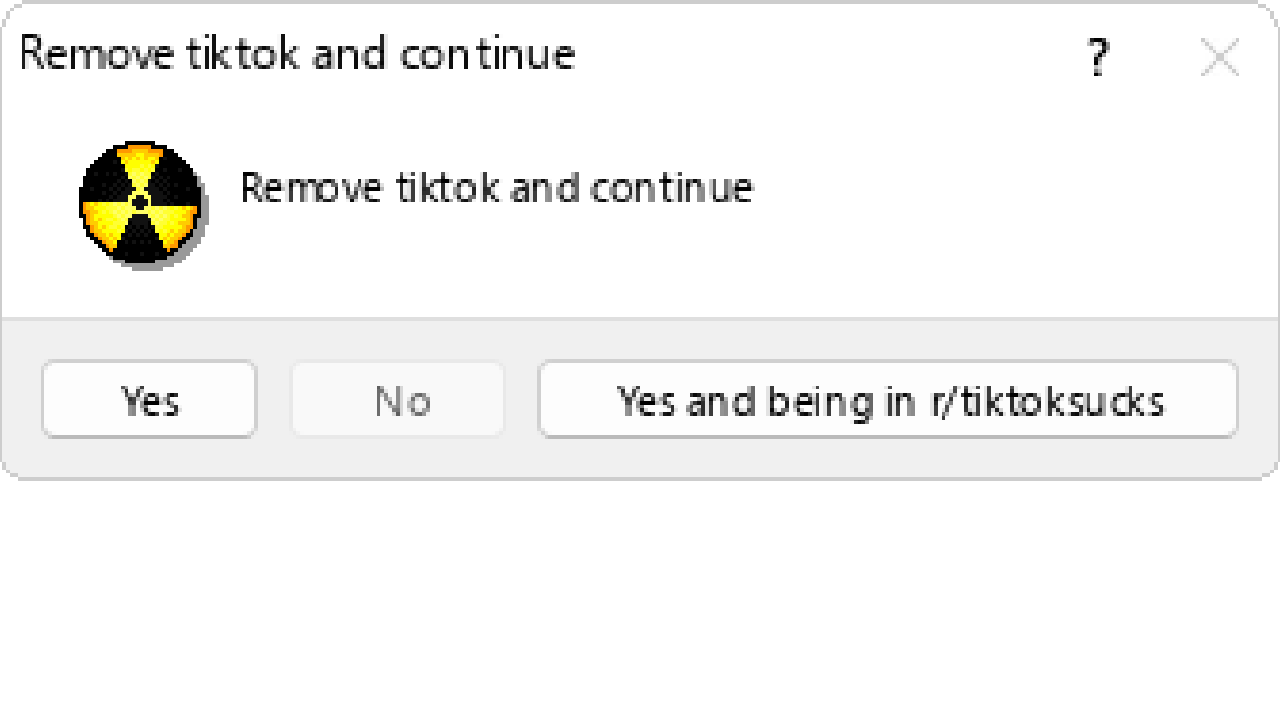 Remove tiktok and continue
?
Remove tiktok and continue
Yes
No
Yes and being in r/tiktoksucks